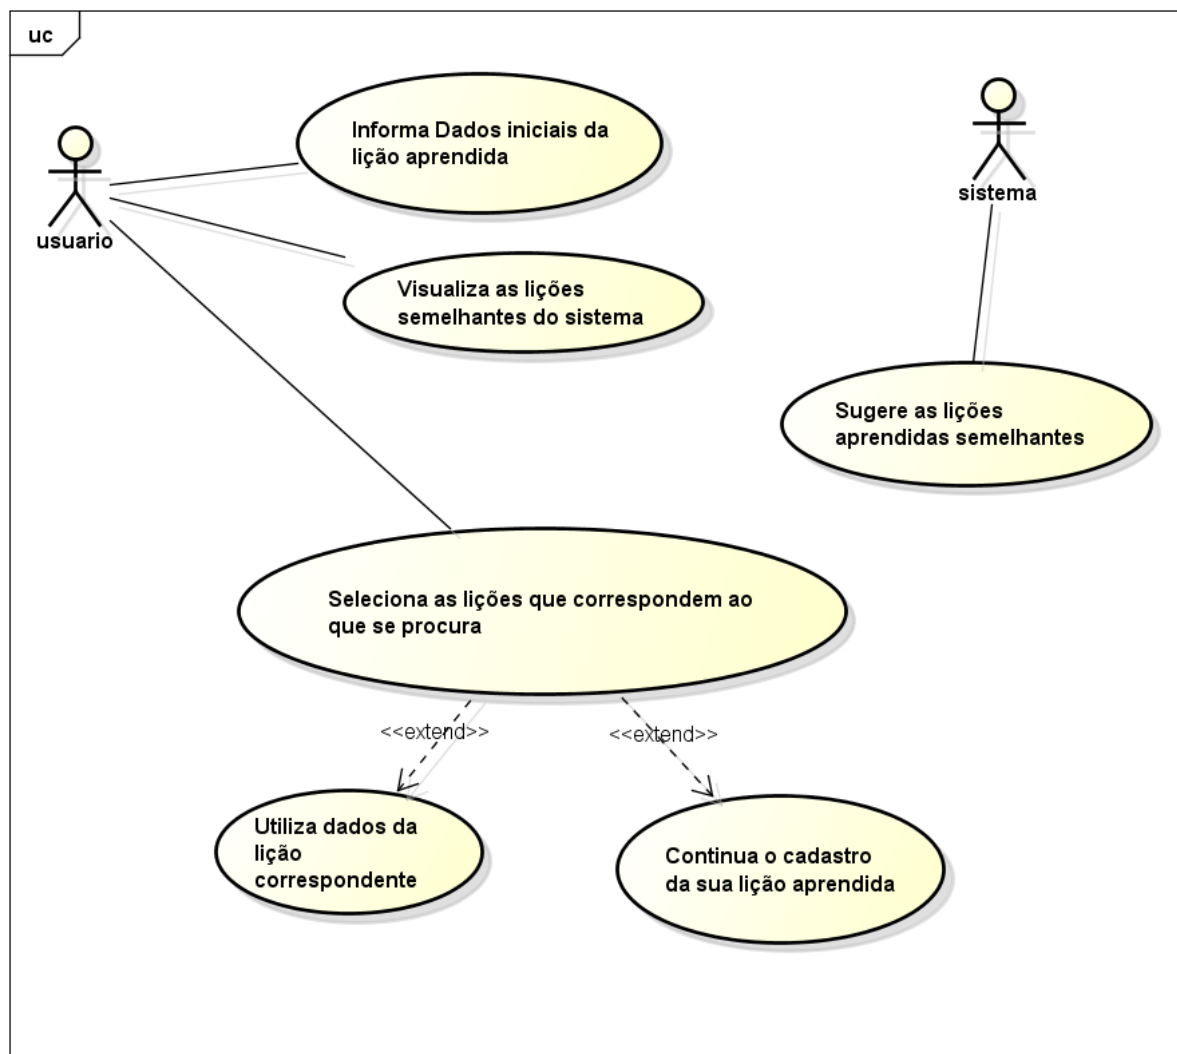 uc
Informa Dados iniciais da
lição aprendida
usuario
sistema
Visualiza as lições
semelhantes do sistema
Sugere as lições
aprendidas semelhantes
Seleciona as lições que correspondem ao
que se procura
<<extend>>
<<extend>>
Utiliza dados da
lição
correspondente
Continua o cadastro
da sua lição aprendida